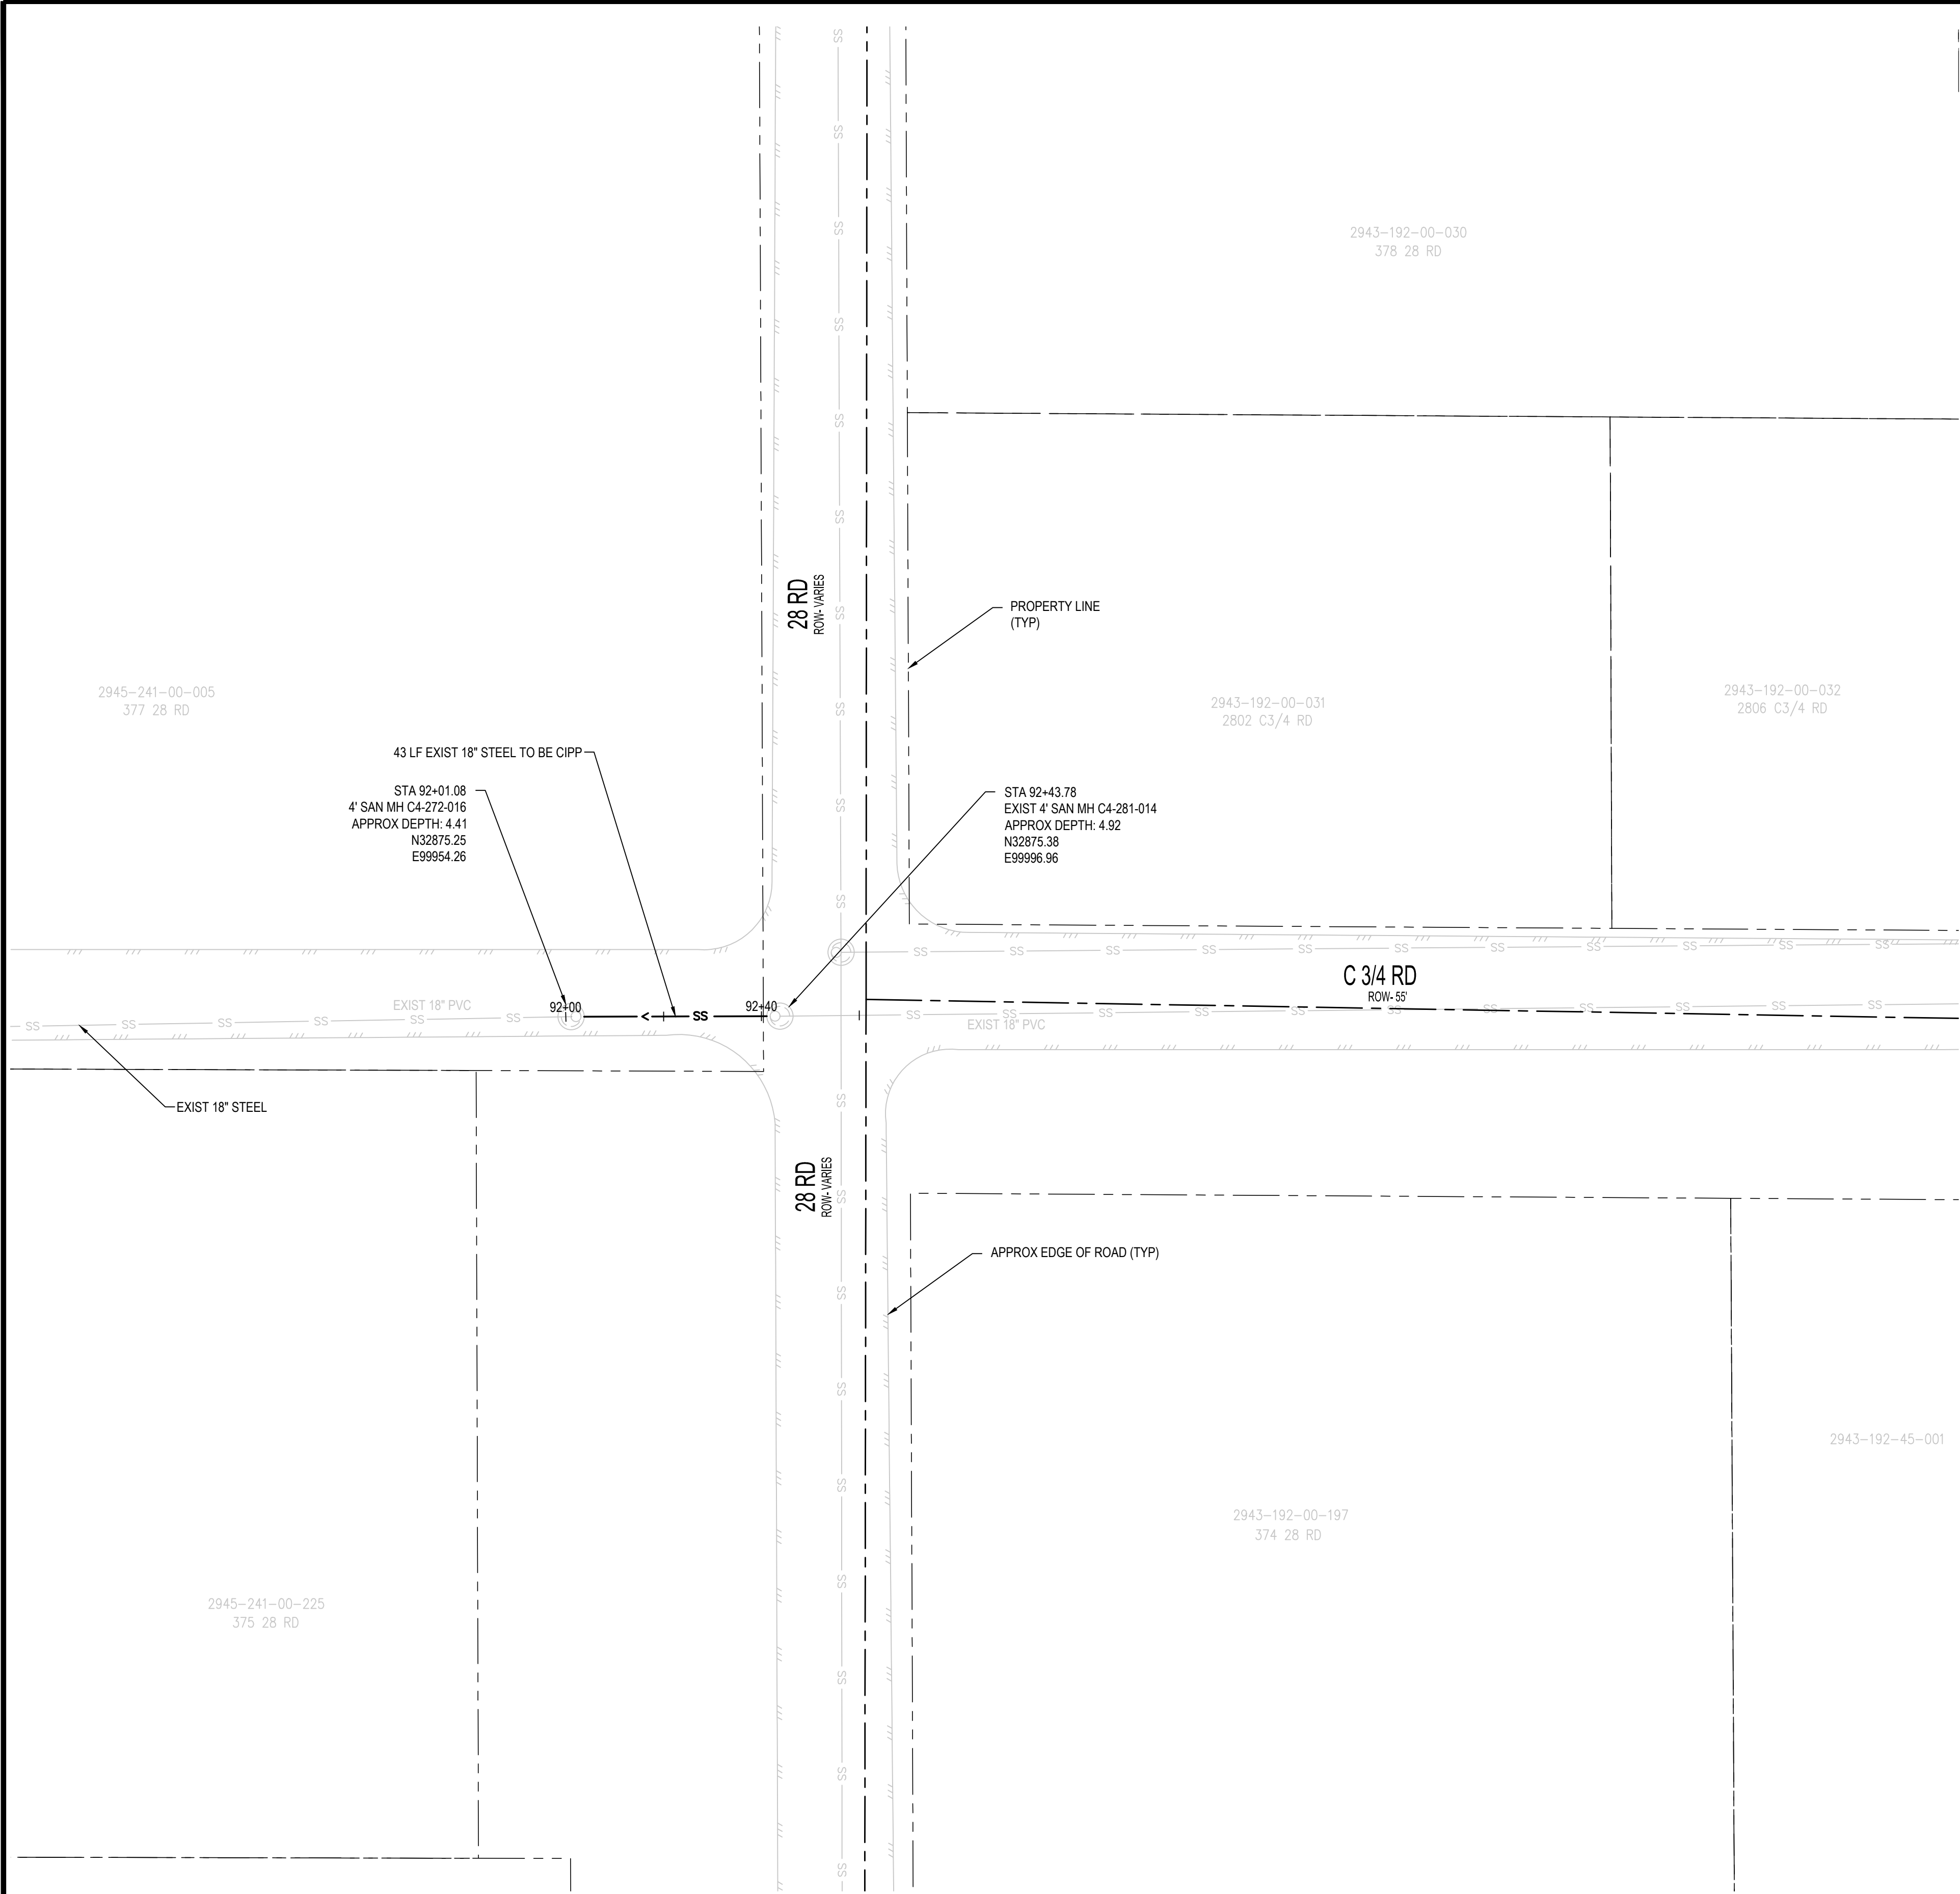 2943-192-00-030
378 28 RD
28 RD
ROW- VARIES
PROPERTY LINE
(TYP)
2945-241-00-005
377 28 RD
2943-192-00-031
2802 C3/4 RD
2943-192-00-032
2806 C3/4 RD
43 LF EXIST 18" STEEL TO BE CIPP
STA 92+01.08
4' SAN MH C4-272-016
APPROX DEPTH: 4.41
N32875.25
E99954.26
STA 92+43.78
EXIST 4' SAN MH C4-281-014
APPROX DEPTH: 4.92
N32875.38
E99996.96
C 3/4 RD
ROW- 55'
EXIST 18" PVC
92+00
92+40
SS
EXIST 18" PVC
EXIST 18" STEEL
28 RD
ROW- VARIES
APPROX EDGE OF ROAD (TYP)
2943-192-45-001
2943-192-00-197
374 28 RD
2945-241-00-225
375 28 RD